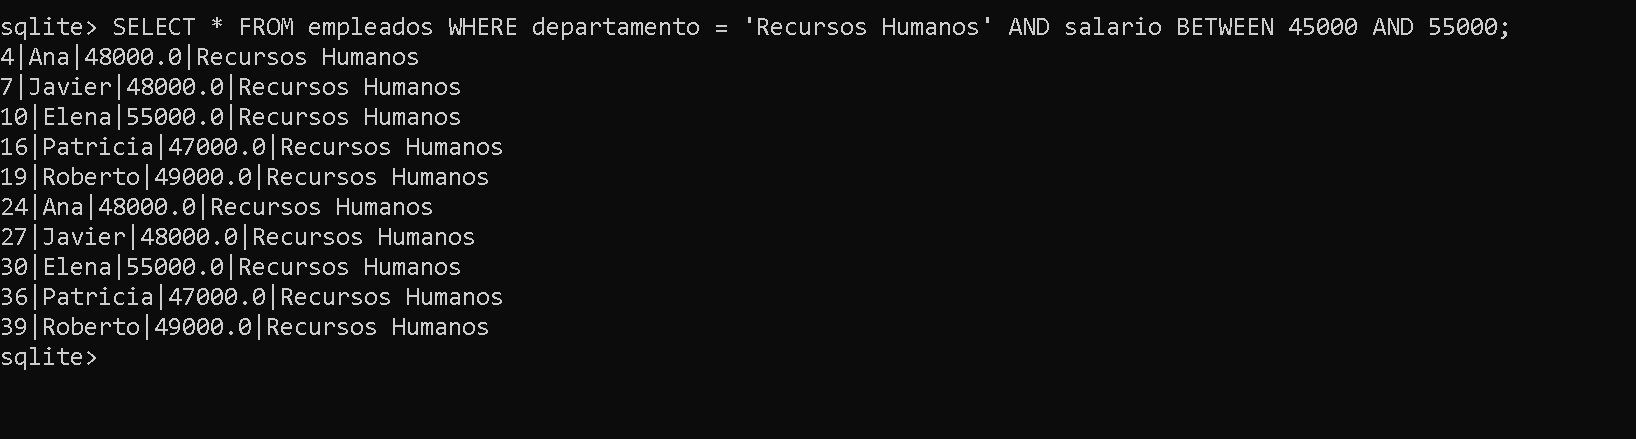 sqlite> SELECT * FROM empleados WHERE departamento = 'Recursos Humanos' AND salario BETWEEN 45000 AND 55000;
4|Ana|48000.0|Recursos Humanos
7|Javier|48000.0|Recursos Humanos
10|Elena|55000.0|Recursos Humanos
16|Patricia|47000.0|Recursos Humanos
19|Roberto|49000.0|Recursos Humanos
24|Ana|48000.0|Recursos Humanos
27|Javier|48000.0|Recursos Humanos
30|Elena|55000.0|Recursos Humanos
36|Patricia|47000.0|Recursos Humanos
39|Roberto|49000.0|Recursos Humanos
sqlite>